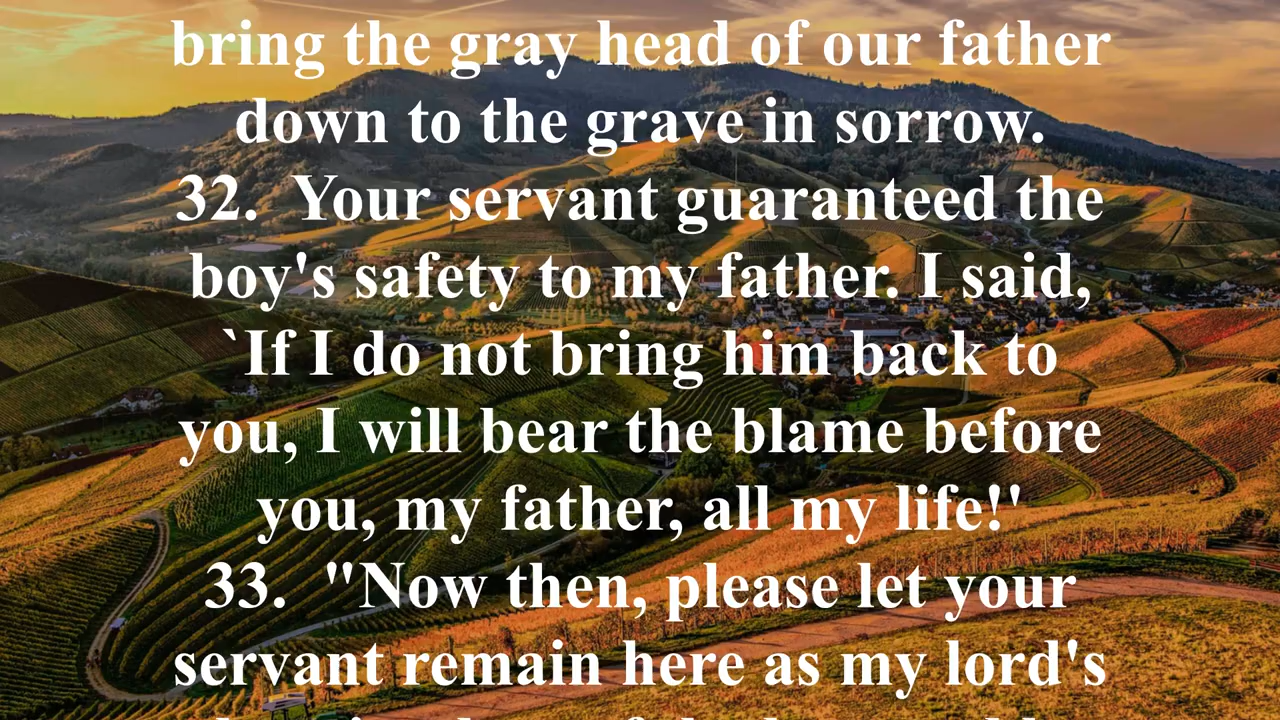 bring the gray head of our father
down to the grave in sorrow.
32.  Your servant guaranteed the
boy's safety to my father. I said,
`If I do not bring him back to
you, I will bear the blame before
you, my father, all my life!'
33.  "Now then, please let your
servant remain here as my lord's